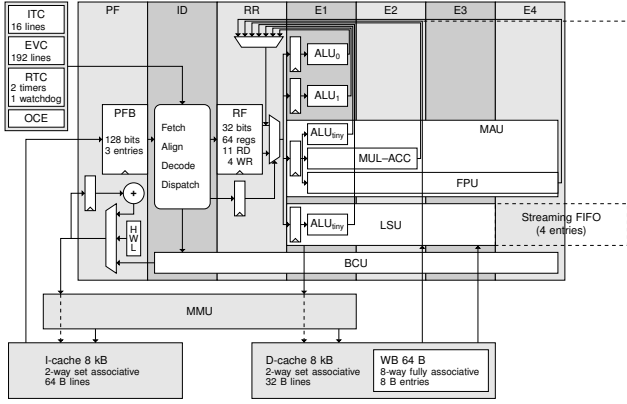 ITC
16 lines
EVC
192 lines
RTC
2 timers
1 watchdog
OCE
PF
ID
RR
E1
E2
E3
E4
PFB
128 bits
3 entries
Fetch
Align
Decode
Dispatch
RF
32 bits
64 regs
11 RD
4 WR
ALU0
ALU1
ALUtiny
MAU
MUL–ACC
FPU
ALUtiny
LSU
Streaming FIFO
(4 entries)
+
HWL
BCU
MMU
I-cache 8 kB
2-way set associative
64 B lines
D-cache 8 kB
2-way set associative
32 B lines
WB 64 B
8-way fully associative
8 B entries